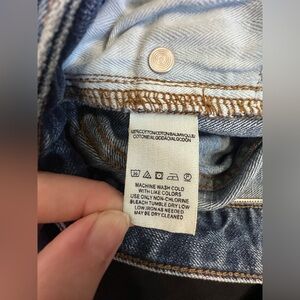 MACHINE WASH COLD
WITH LIKE COLORS
USE ONLY NON-CHLORINE
BLEACH TUMBLE DRY LOW
LOW IRON AS NEEDED
MAY BE DRY CLEANED